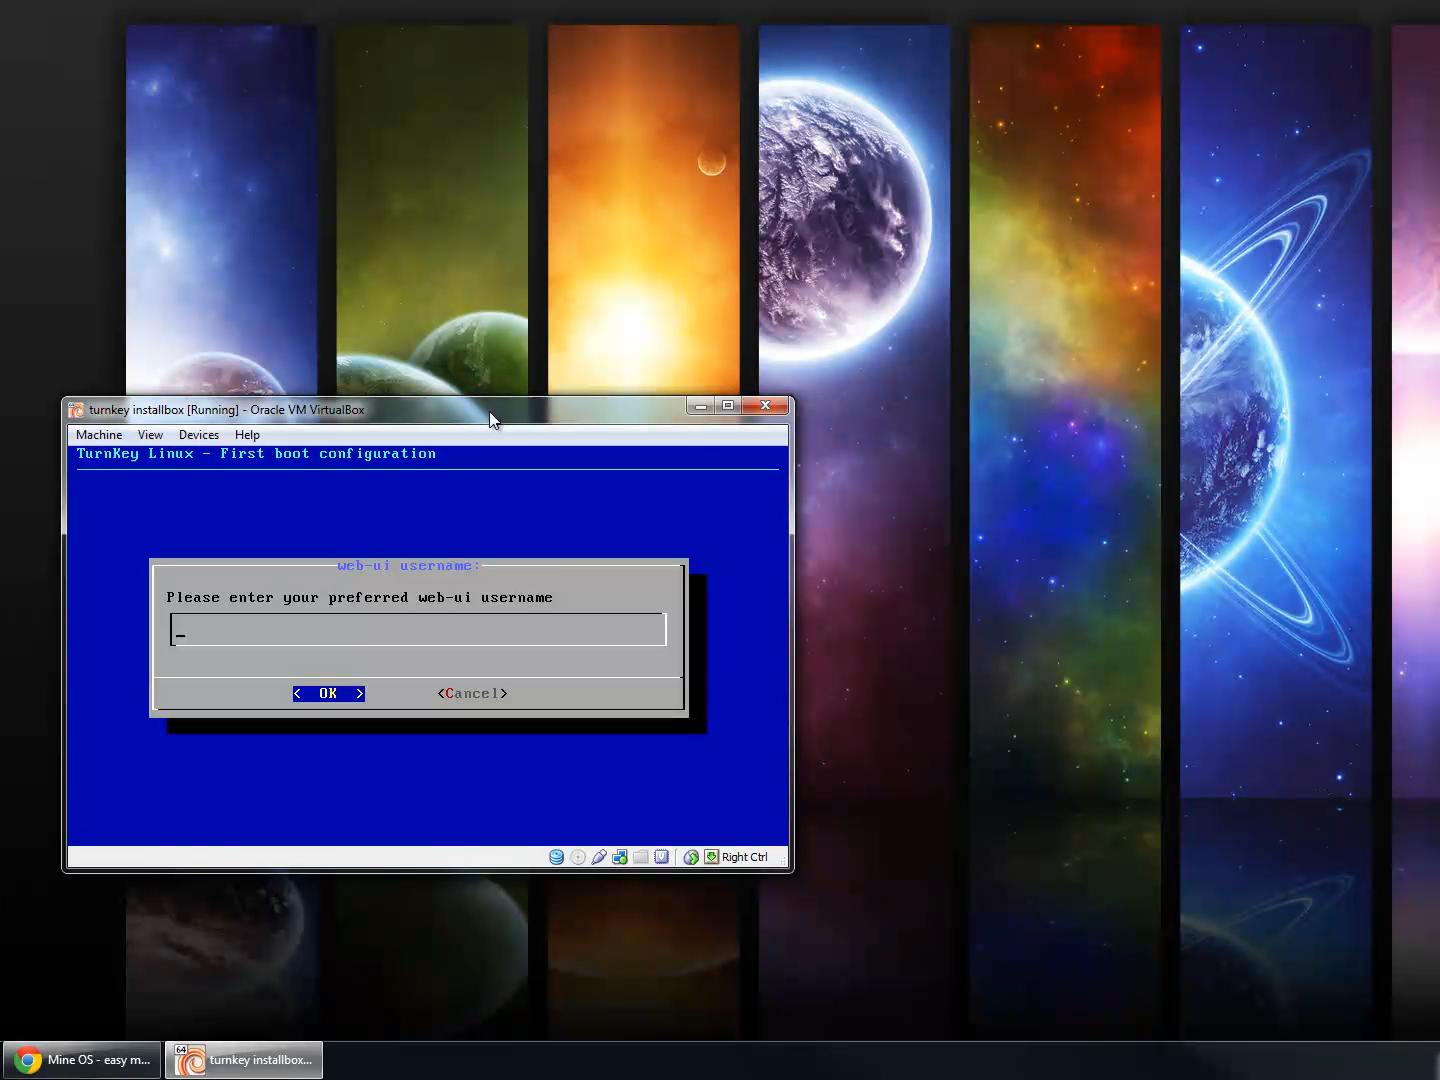 turnkey installbox [Running] - Oracle VM VirtualBox
Machine View Devices Help
TurnKey Linux - First boot configuration
web-ui username:
Please enter your preferred web-ui username
< OK > <Cancel>
Right Ctrl
Mine OS - easy m...
64
turnkey installbox...